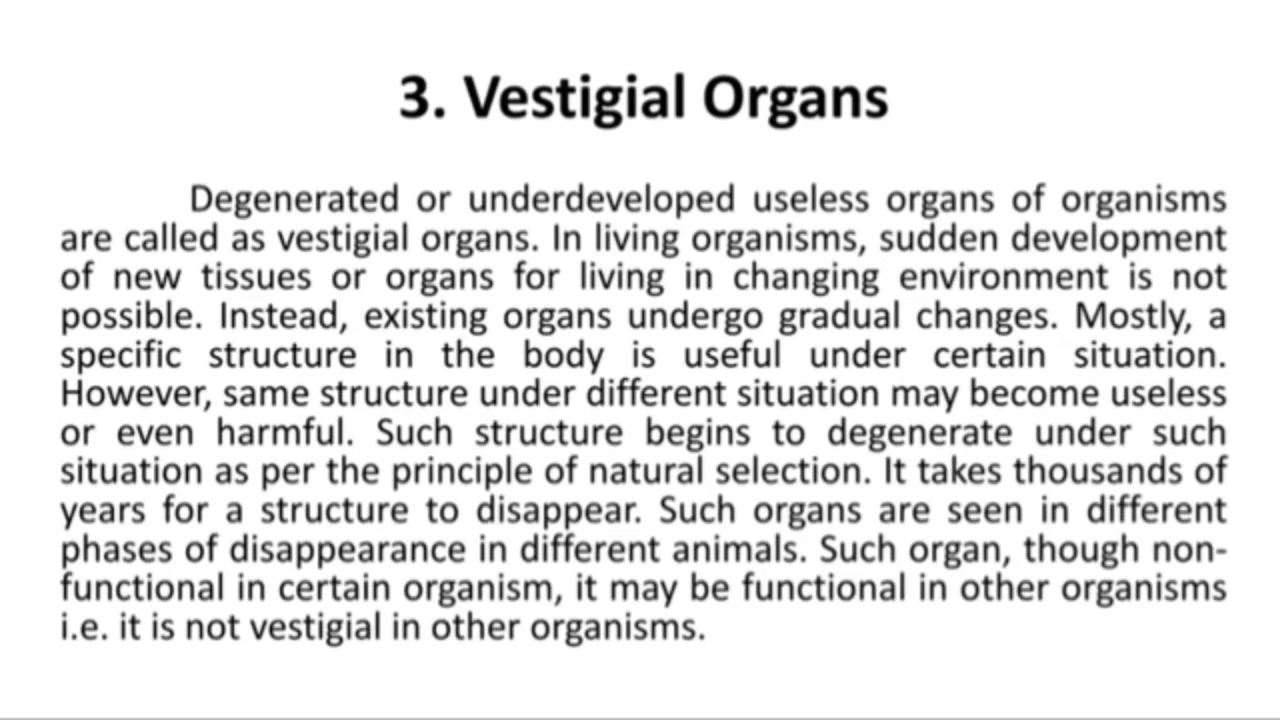 3. Vestigial Organs
Degenerated or underdeveloped useless organs of organisms
are called as vestigial organs. In living organisms, sudden development
of new tissues or organs for living in changing environment is not
possible. Instead, existing organs undergo gradual changes. Mostly, a
specific structure in the body is useful under certain situation.
However, same structure under different situation may become useless
or even harmful. Such structure begins to degenerate under such
situation as per the principle of natural selection. It takes thousands of
years for a structure to disappear. Such organs are seen in different
phases of disappearance in different animals. Such organ, though non-
functional in certain organism, it may be functional in other organisms
i.e. it is not vestigial in other organisms.